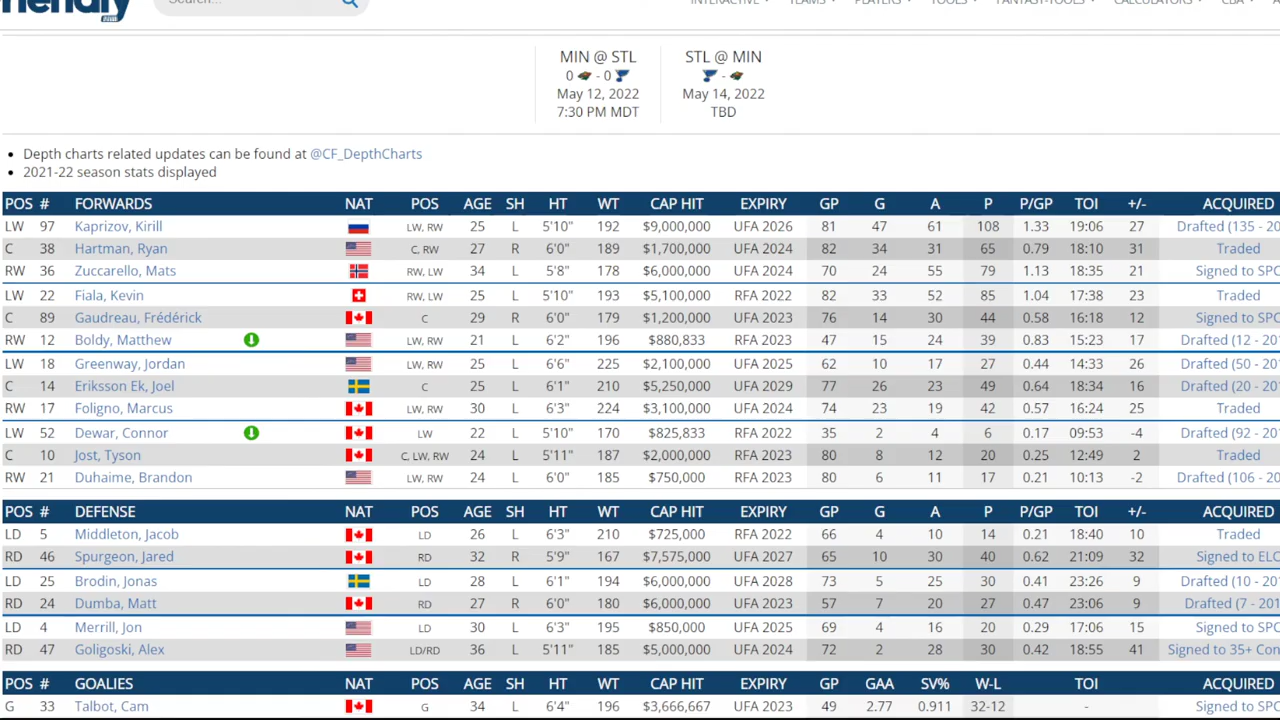 Search...
INTERACTIVE TEAMS PLAYERS TOOLS FANTASY-TOOLS CALCULATORS CBA
MIN @ STL STL @ MIN
0 - 0 -
May 12, 2022 May 14, 2022
7:30 PM MDT TBD
• Depth charts related updates can be found at @CF_DepthCharts
• 2021-22 season stats displayed
POS # FORWARDS NAT POS AGE SH HT WT CAP HIT EXPIRY GP G A P P/GP TOI +/- ACQUIRED
LW 97 Kaprizov, Kirill LW, RW 25 L 5'10" 192 $9,000,000 UFA 2026 81 47 61 108 1.33 19:06 27 Drafted (135 - 20
C 38 Hartman, Ryan C, RW 27 R 6'0" 189 $1,700,000 UFA 2024 82 34 31 65 0.79 18:10 31 Traded
RW 36 Zuccarello, Mats RW, LW 34 L 5'8" 178 $6,000,000 UFA 2024 70 24 55 79 1.13 18:35 21 Signed to SPC
LW 22 Fiala, Kevin RW, LW 25 L 5'10" 193 $5,100,000 RFA 2022 82 33 52 85 1.04 17:38 23 Traded
C 89 Gaudreau, Frédérick C 29 R 6'0" 179 $1,200,000 UFA 2023 76 14 30 44 0.58 16:18 12 Signed to SPC
RW 12 Boldy, Matthew LW, RW 21 L 6'2" 196 $880,833 RFA 2024 47 15 24 39 0.83 15:23 17 Drafted (12 - 201
LW 18 Greenway, Jordan LW, RW 25 L 6'6" 225 $2,100,000 UFA 2025 62 10 17 27 0.44 14:33 26 Drafted (50 - 201
C 14 Eriksson Ek, Joel C 25 L 6'1" 210 $5,250,000 UFA 2029 77 26 23 49 0.64 18:34 16 Drafted (20 - 201
RW 17 Foligno, Marcus LW, RW 30 L 6'3" 224 $3,100,000 UFA 2024 74 23 19 42 0.57 16:24 25 Traded
LW 52 Dewar, Connor LW 22 L 5'10" 170 $825,833 RFA 2022 35 2 4 6 0.17 09:53 -4 Drafted (92 - 201
C 10 Jost, Tyson C, LW, RW 24 L 5'11" 187 $2,000,000 RFA 2023 80 8 12 20 0.25 12:49 2 Traded
RW 21 Duhaime, Brandon LW, RW 24 L 6'0" 185 $750,000 RFA 2023 80 6 11 17 0.21 10:13 -2 Drafted (106 - 20
POS # DEFENSE NAT POS AGE SH HT WT CAP HIT EXPIRY GP G A P P/GP TOI +/- ACQUIRED
LD 5 Middleton, Jacob LD 26 L 6'3" 210 $725,000 RFA 2022 66 4 10 14 0.21 18:40 10 Traded
RD 46 Spurgeon, Jared RD 32 R 5'9" 167 $7,575,000 UFA 2027 65 10 30 40 0.62 21:09 32 Signed to ELC
LD 25 Brodin, Jonas LD 28 L 6'1" 194 $6,000,000 UFA 2028 73 5 25 30 0.41 23:26 9 Drafted (10 - 201
RD 24 Dumba, Matt RD 27 R 6'0" 180 $6,000,000 UFA 2023 57 7 20 27 0.47 23:06 9 Drafted (7 - 201
LD 4 Merrill, Jon LD 30 L 6'3" 195 $850,000 UFA 2025 69 4 16 20 0.29 17:06 15 Signed to SPC
RD 47 Goligoski, Alex LD/RD 36 L 5'11" 185 $5,000,000 UFA 2024 72 2 28 30 0.42 18:55 41 Signed to 35+ Con
POS # GOALIES NAT POS AGE SH HT WT CAP HIT EXPIRY GP GAA SV% W-L TOI ACQUIRED
G 33 Talbot, Cam G 34 L 6'4" 196 $3,666,667 UFA 2023 49 2.77 0.911 32-12 - Signed to SPC